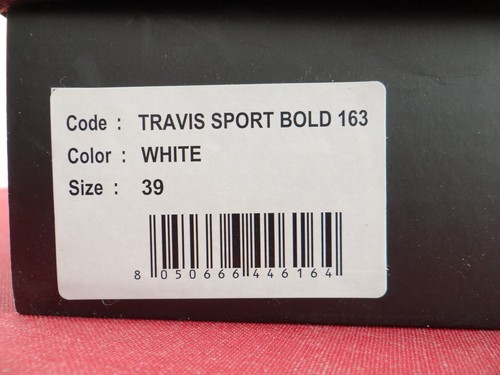 Code : TRAVIS SPORT BOLD 163
Color : WHITE
Size : 39
8 050666 446164